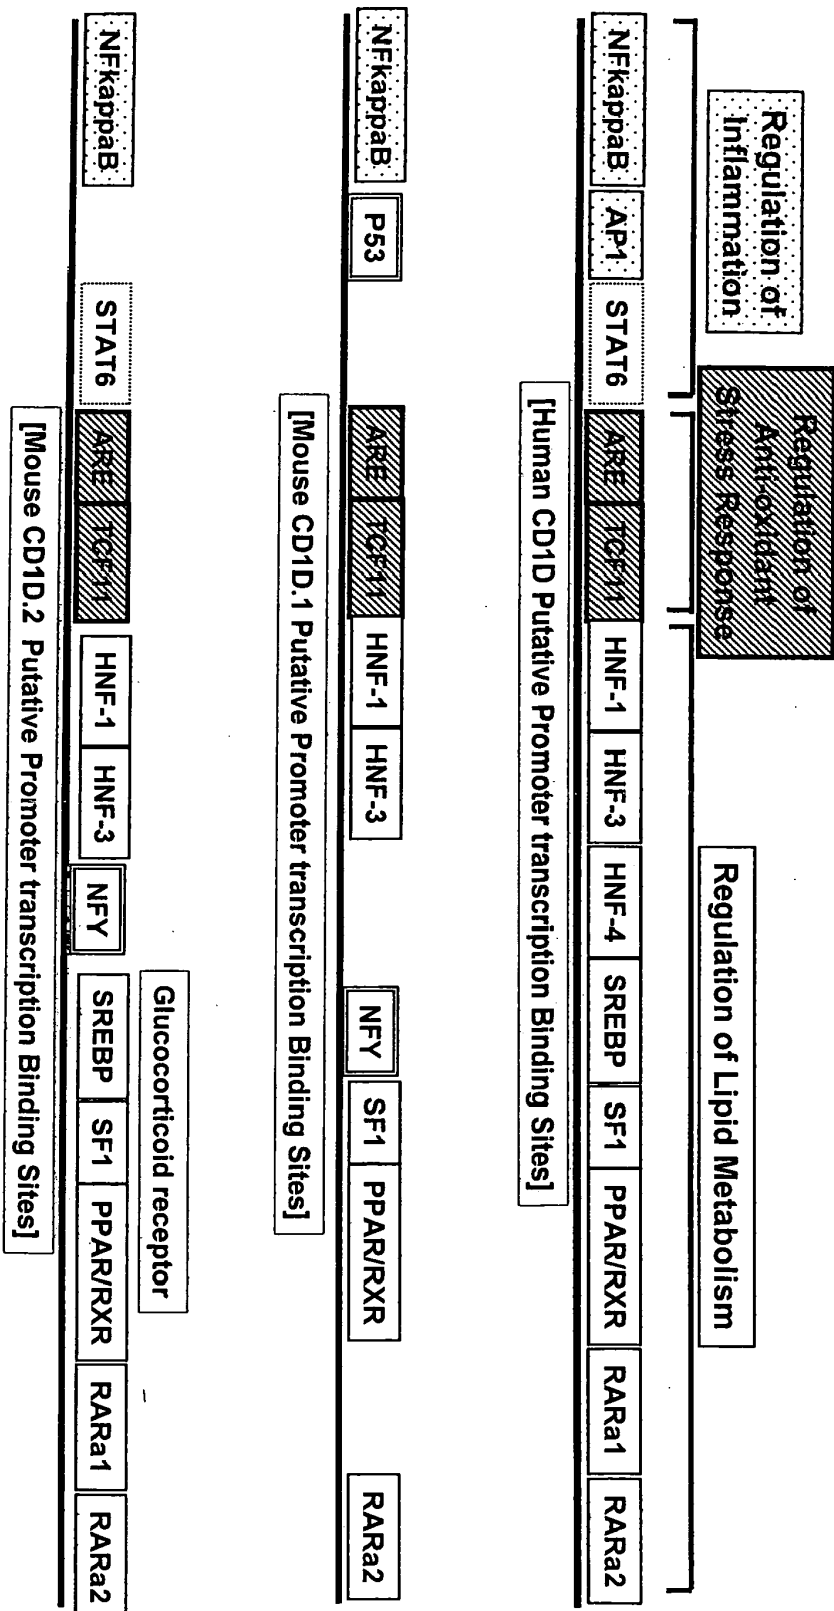 Regulation of
Inflammation
Regulation of
Anti-oxidant
Stress Response
Regulation of Lipid Metabolism
NFkappaB AP1 STAT6 ARE TCF11 HNF-1 HNF-3 HNF-4 SREBP SF1 PPAR/RXR RARa1 RARa2
[Human CD1D Putative Promoter transcription Binding Sites]
NFkappaB P53 ARE TCF11 HNF-1 HNF-3 NFY SF1 PPAR/RXR RARa2
[Mouse CD1D.1 Putative Promoter transcription Binding Sites]
Glucocorticoid receptor
NFkappaB STAT6 ARE TCF11 HNF-1 HNF-3 NFY SREBP SF1 PPAR/RXR RARa1 RARa2
[Mouse CD1D.2 Putative Promoter transcription Binding Sites]